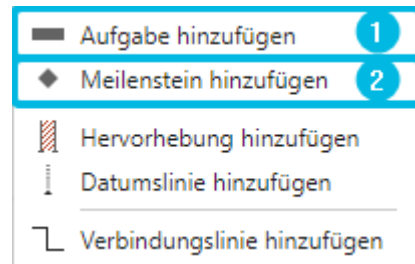 Aufgabe hinzufügen 1
Meilenstein hinzufügen 2
Hervorhebung hinzufügen
Datumslinie hinzufügen
Verbindungslinie hinzufügen